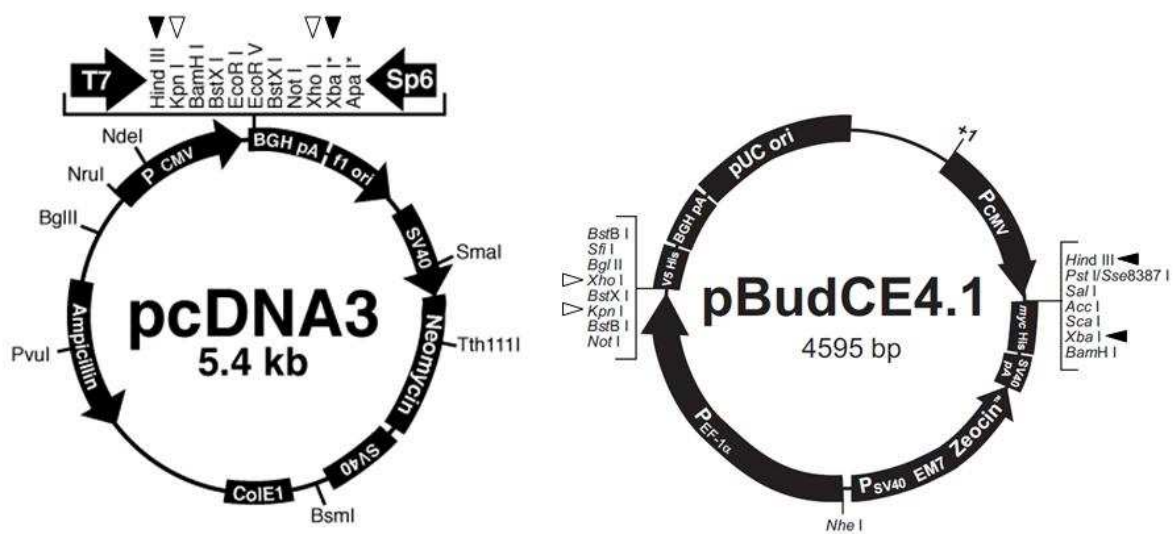 T7
Hind III
Kpn I
BamH I
BstX I
EcoR I
EcoR V
BstX I
Not I
Xho I
Xba I*
Apa I*
Sp6
NdeI
NruI
BglII
PvuI
P CMV
BGH pA
f1 ori
SV40
SmaI
Neomycin
Tth111I
SV40
BsmI
ColE1
Ampicillin
pcDNA3
5.4 kb
pUC ori
+1
PCMV
BGH pA
V5 His
BstB I
Sfi I
Bgl II
Xho I
BstX I
Kpn I
BstB I
Not I
pBudCE4.1
4595 bp
Hind III
Pst I/Sse8387 I
Sal I
Acc I
Sca I
Xba I
BamH I
myc His
SV40
pA
PEF-1α
PSV40 EM7 Zeocin™
Nhe I